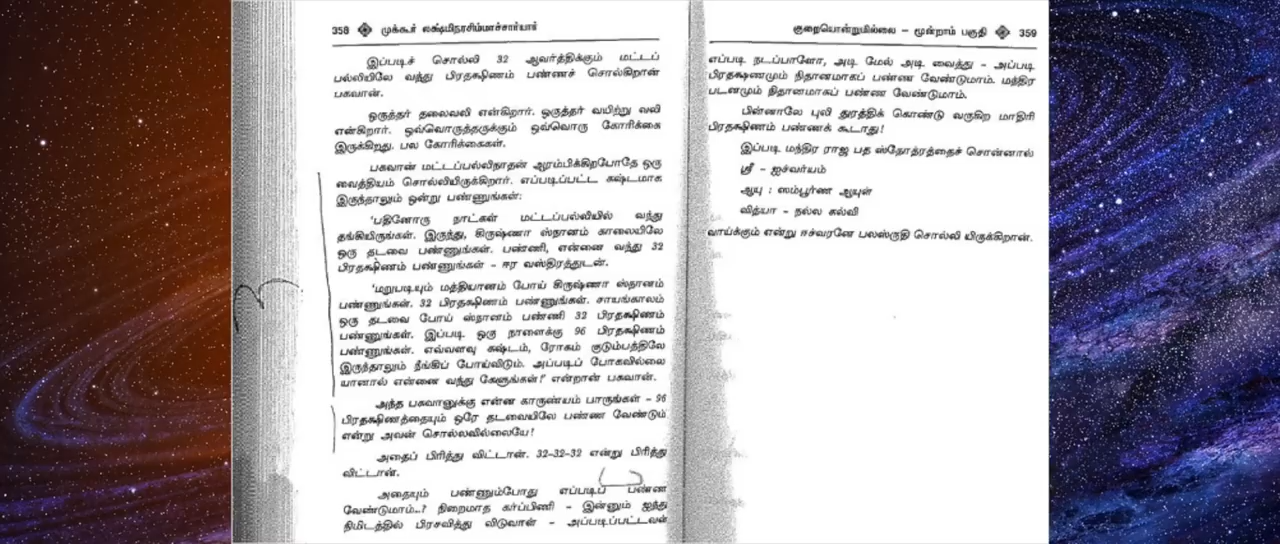 358 முக்கூர் லக்ஷ்மிநரசிம்மாச்சார்யார்
இப்படிச் சொல்லி 32 ஆவர்த்திக்கும் மட்டப்
பல்லியிலே வந்து பிரதக்ஷிணம் பண்ணச் சொல்கிறான்
பகவான்.
ஒருத்தர் தலைவலி என்கிறார். ஒருத்தர் வயிற்று வலி
என்கிறார். ஒவ்வொருத்தருக்கும் ஒவ்வொரு கோரிக்கை
இருக்கிறது. பல கோரிக்கைகள்.
பகவான் மட்டப்பல்லிநாதன் ஆரம்பிக்கிறபோதே ஒரு
வைத்தியம் சொல்லியிருக்கிறார். எப்படிப்பட்ட கஷ்டமாக
இருந்தாலும் ஒன்று பண்ணுங்கள்:
'பதினோரு நாட்கள் மட்டப்பல்லியில் வந்து
தங்கியிருங்கள். இருந்து, கிருஷ்ணா ஸ்நானம் காலையிலே
ஒரு தடவை பண்ணுங்கள். பண்ணி, என்னை வந்து 32
பிரதக்ஷிணம் பண்ணுங்கள் – ஈர வஸ்திரத்துடன்.
'மறுபடியும் மத்தியானம் போய் கிருஷ்ணா ஸ்நானம்
பண்ணுங்கள். 32 பிரதக்ஷிணம் பண்ணுங்கள். சாயங்காலம்
ஒரு தடவை போய் ஸ்நானம் பண்ணி 32 பிரதக்ஷிணம்
பண்ணுங்கள். இப்படி ஒரு நாளைக்கு 96 பிரதக்ஷிணம்
பண்ணுங்கள். எவ்வளவு கஷ்டம், ரோகம் குடும்பத்திலே
இருந்தாலும் நீங்கிப் போய்விடும். அப்படிப் போகவில்லை
யானால் என்னை வந்து கேளுங்கள்!' என்றான் பகவான்.
அந்த பகவானுக்கு என்ன காருண்யம் பாருங்கள் – 96
பிரதக்ஷிணத்தையும் ஒரே தடவையிலே பண்ண வேண்டும்
என்று அவன் சொல்லவில்லையே!
அதைப் பிரித்து விட்டான். 32–32–32 என்று பிரித்து
விட்டான்.
அதையும் பண்ணும்போது எப்படிப் பண்ண
வேண்டுமாம்..? நிறைமாத கர்ப்பிணி – இன்னும் ஐந்து
நிமிடத்தில் பிரசவித்து விடுவாள் – அப்படிப்பட்டவள்
குறையொன்றுமில்லை – மூன்றாம் பகுதி 359
எப்படி நடப்பாளோ, அடி மேல் அடி வைத்து – அப்படி
பிரதக்ஷணமும் நிதானமாகப் பண்ண வேண்டுமாம். மந்திர
படனமும் நிதானமாகப் பண்ண வேண்டுமாம்.
பின்னாலே புலி துரத்திக் கொண்டு வருகிற மாதிரி
பிரதக்ஷிணம் பண்ணக் கூடாது!
இப்படி மந்திர ராஜ பத ஸ்தோத்ரத்தைச் சொன்னால்
ஸ்ரீ – ஐச்வர்யம்
ஆயு : ஸம்பூர்ண ஆயுள்
வித்யா – நல்ல கல்வி
வாய்க்கும் என்று ஈச்வரனே பலஸ்ருதி சொல்லி யிருக்கிறான்.